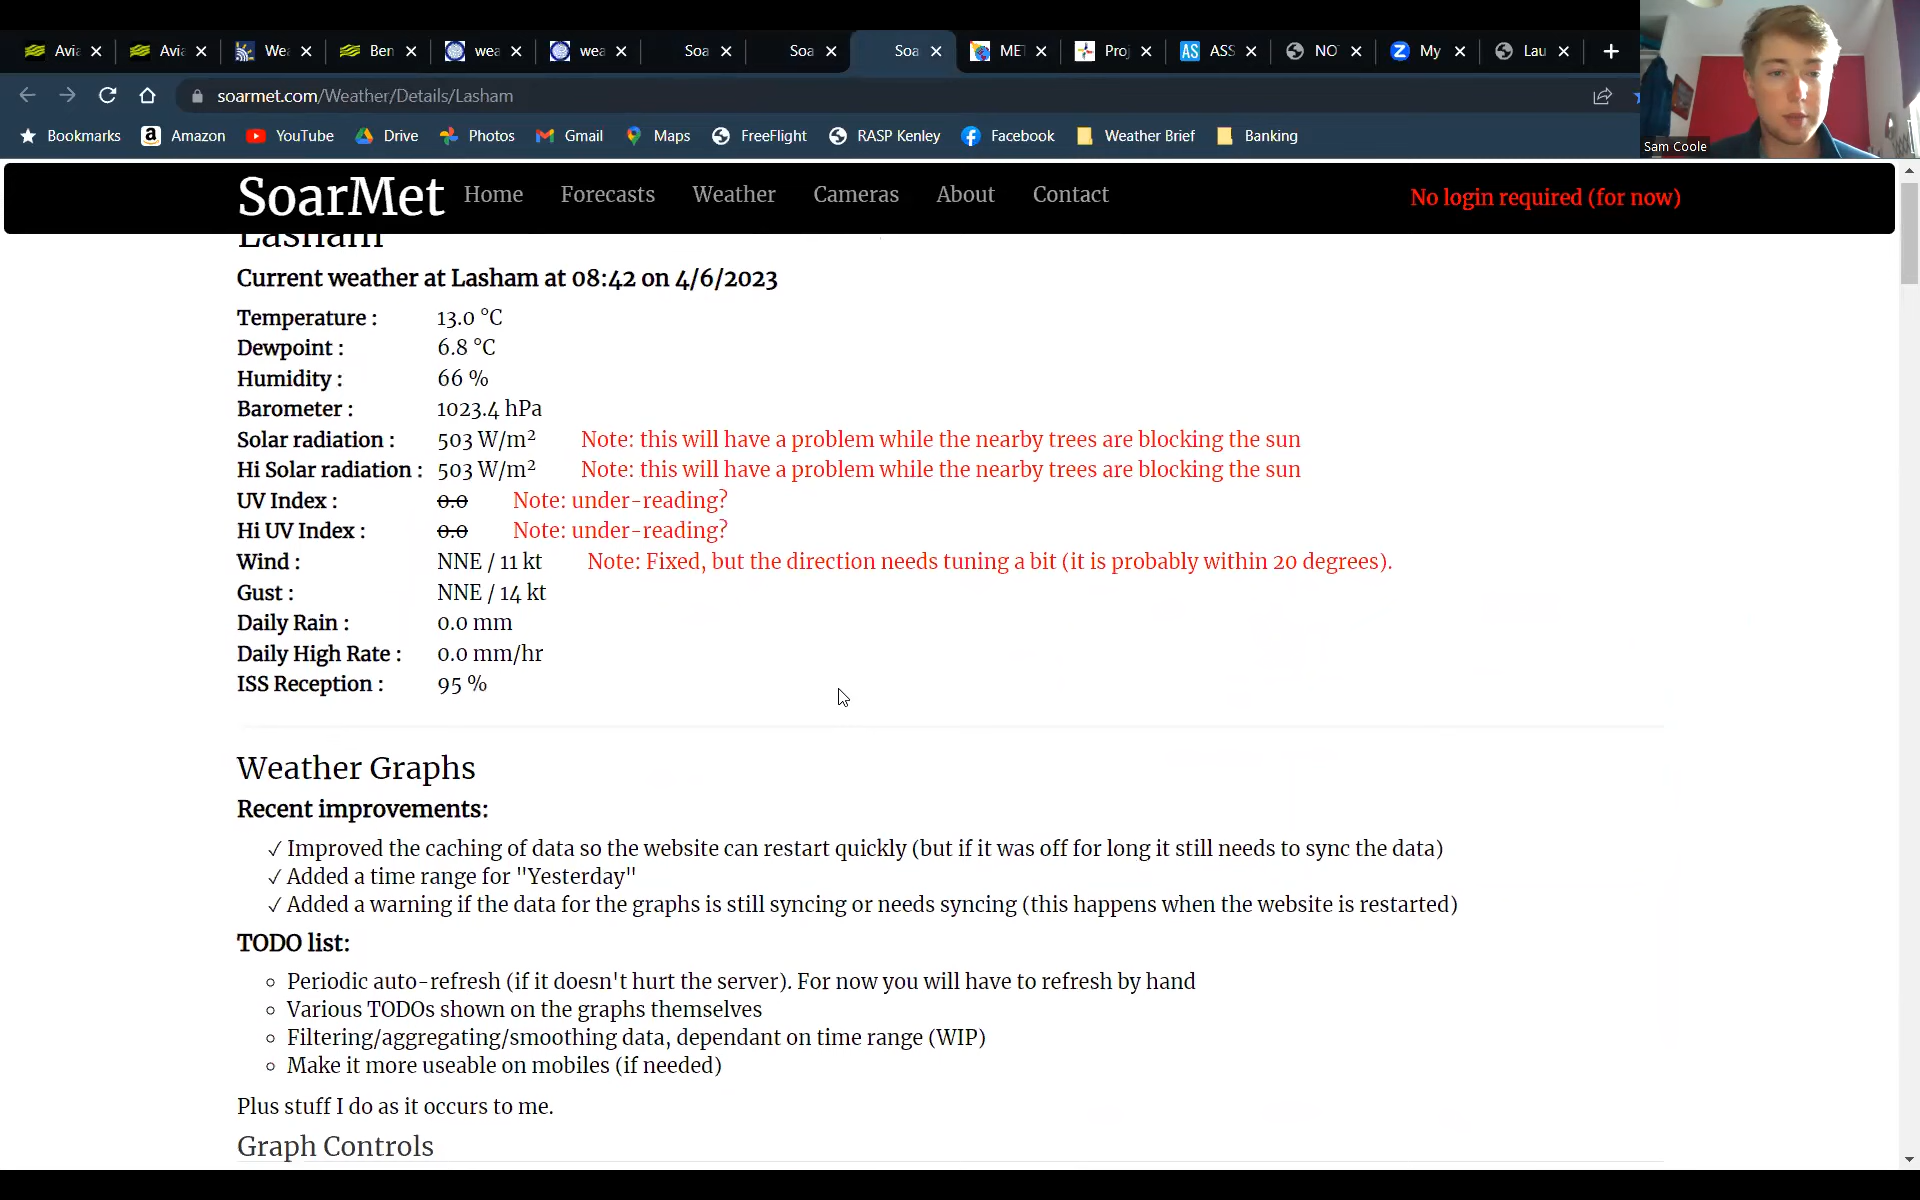 Avia
Avia
Wea
Ben
wea
wea
Soa
Soa
Soa
MET
Proj
AS ASS
NO
My
Lau
soarmet.com/Weather/Details/Lasham
Bookmarks
Amazon
YouTube
Drive
Photos
Gmail
Maps
FreeFlight
RASP Kenley
Facebook
Weather Brief
Banking
Sam Coole
SoarMet Home Forecasts Weather Cameras About Contact No login required (for now)
Lasham
Current weather at Lasham at 08:42 on 4/6/2023
Temperature : 13.0 °C
Dewpoint : 6.8 °C
Humidity : 66 %
Barometer : 1023.4 hPa
Solar radiation : 503 W/m² Note: this will have a problem while the nearby trees are blocking the sun
Hi Solar radiation : 503 W/m² Note: this will have a problem while the nearby trees are blocking the sun
UV Index : 0.0 Note: under-reading?
Hi UV Index : 0.0 Note: under-reading?
Wind : NNE / 11 kt Note: Fixed, but the direction needs tuning a bit (it is probably within 20 degrees).
Gust : NNE / 14 kt
Daily Rain : 0.0 mm
Daily High Rate : 0.0 mm/hr
ISS Reception : 95 %
Weather Graphs
Recent improvements:
✓ Improved the caching of data so the website can restart quickly (but if it was off for long it still needs to sync the data)
✓ Added a time range for "Yesterday"
✓ Added a warning if the data for the graphs is still syncing or needs syncing (this happens when the website is restarted)
TODO list:
Periodic auto-refresh (if it doesn't hurt the server). For now you will have to refresh by hand
Various TODOs shown on the graphs themselves
Filtering/aggregating/smoothing data, dependant on time range (WIP)
Make it more useable on mobiles (if needed)
Plus stuff I do as it occurs to me.
Graph Controls